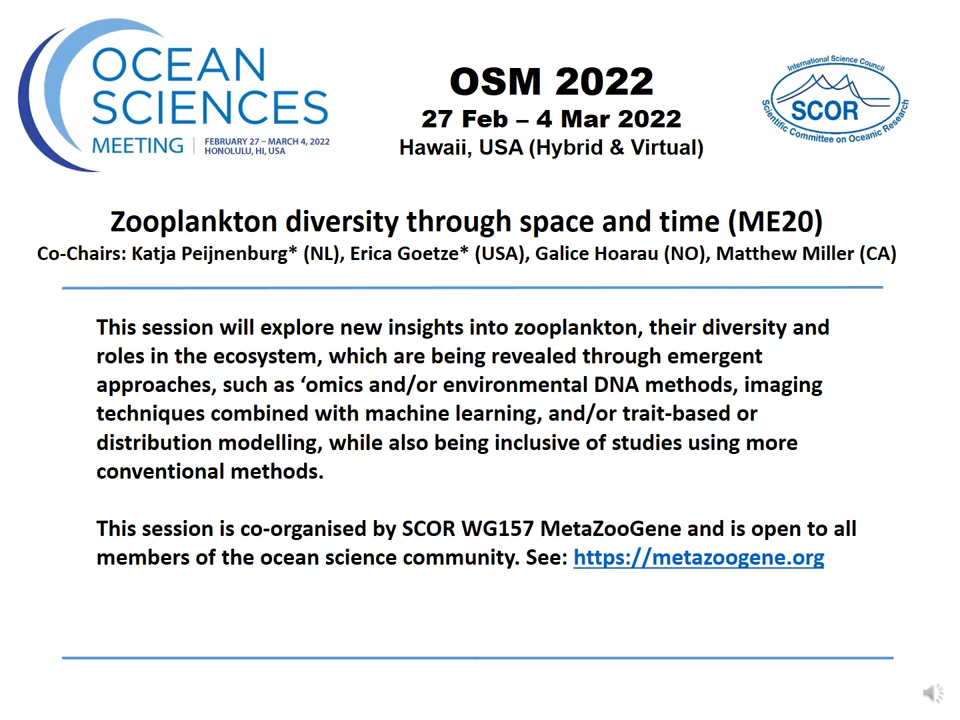 OCEAN
SCIENCES
MEETING
FEBRUARY 27 – MARCH 4, 2022
HONOLULU, HI, USA
OSM 2022
27 Feb – 4 Mar 2022
Hawaii, USA (Hybrid & Virtual)
International Science Council
SCOR
Scientific Committee on Oceanic Research
Zooplankton diversity through space and time (ME20)
Co-Chairs: Katja Peijnenburg* (NL), Erica Goetze* (USA), Galice Hoarau (NO), Matthew Miller (CA)
This session will explore new insights into zooplankton, their diversity and
roles in the ecosystem, which are being revealed through emergent
approaches, such as ‘omics and/or environmental DNA methods, imaging
techniques combined with machine learning, and/or trait-based or
distribution modelling, while also being inclusive of studies using more
conventional methods.
This session is co-organised by SCOR WG157 MetaZooGene and is open to all
members of the ocean science community. See: https://metazoogene.org